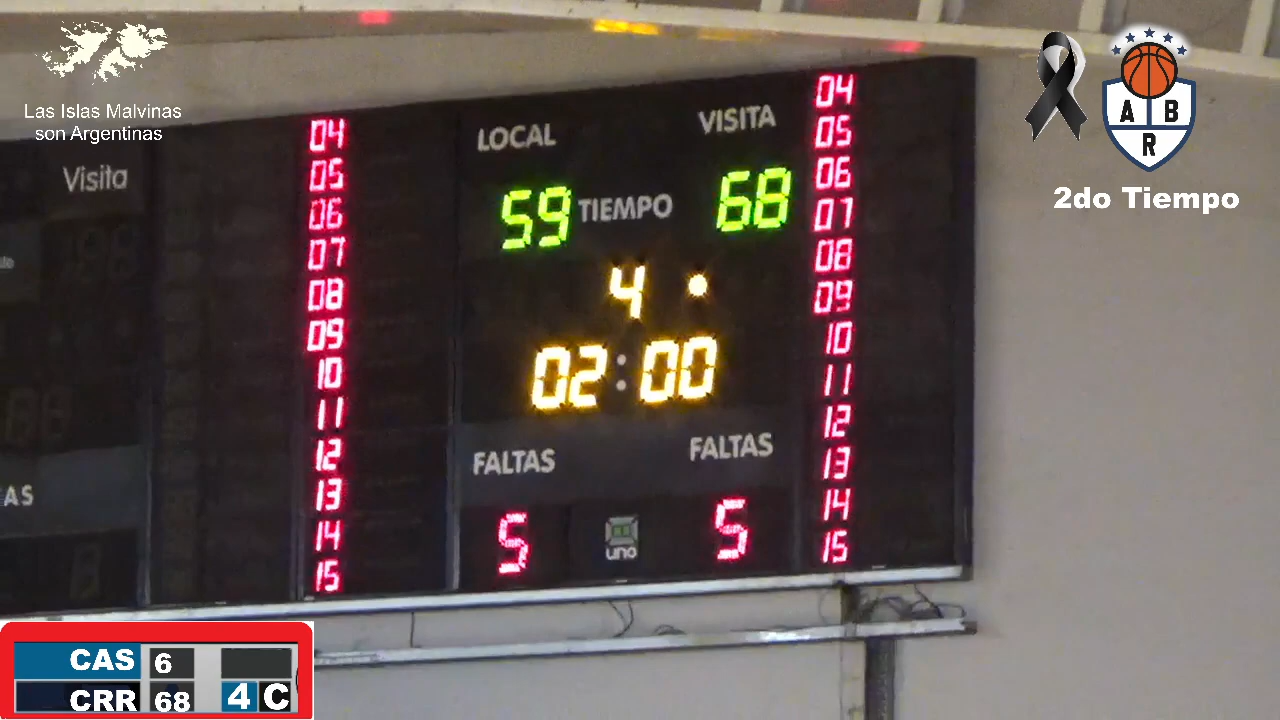 Las Islas Malvinas
son Argentinas
A B
R
2do Tiempo
Visita
AS
04
05
06
07
08
09
10
11
12
13
14
15
LOCAL VISITA
59 TIEMPO 68
4
02:00
FALTAS FALTAS
5 5
uno
04
05
06
07
08
09
10
11
12
13
14
15
CAS 6
CRR 68 4 C